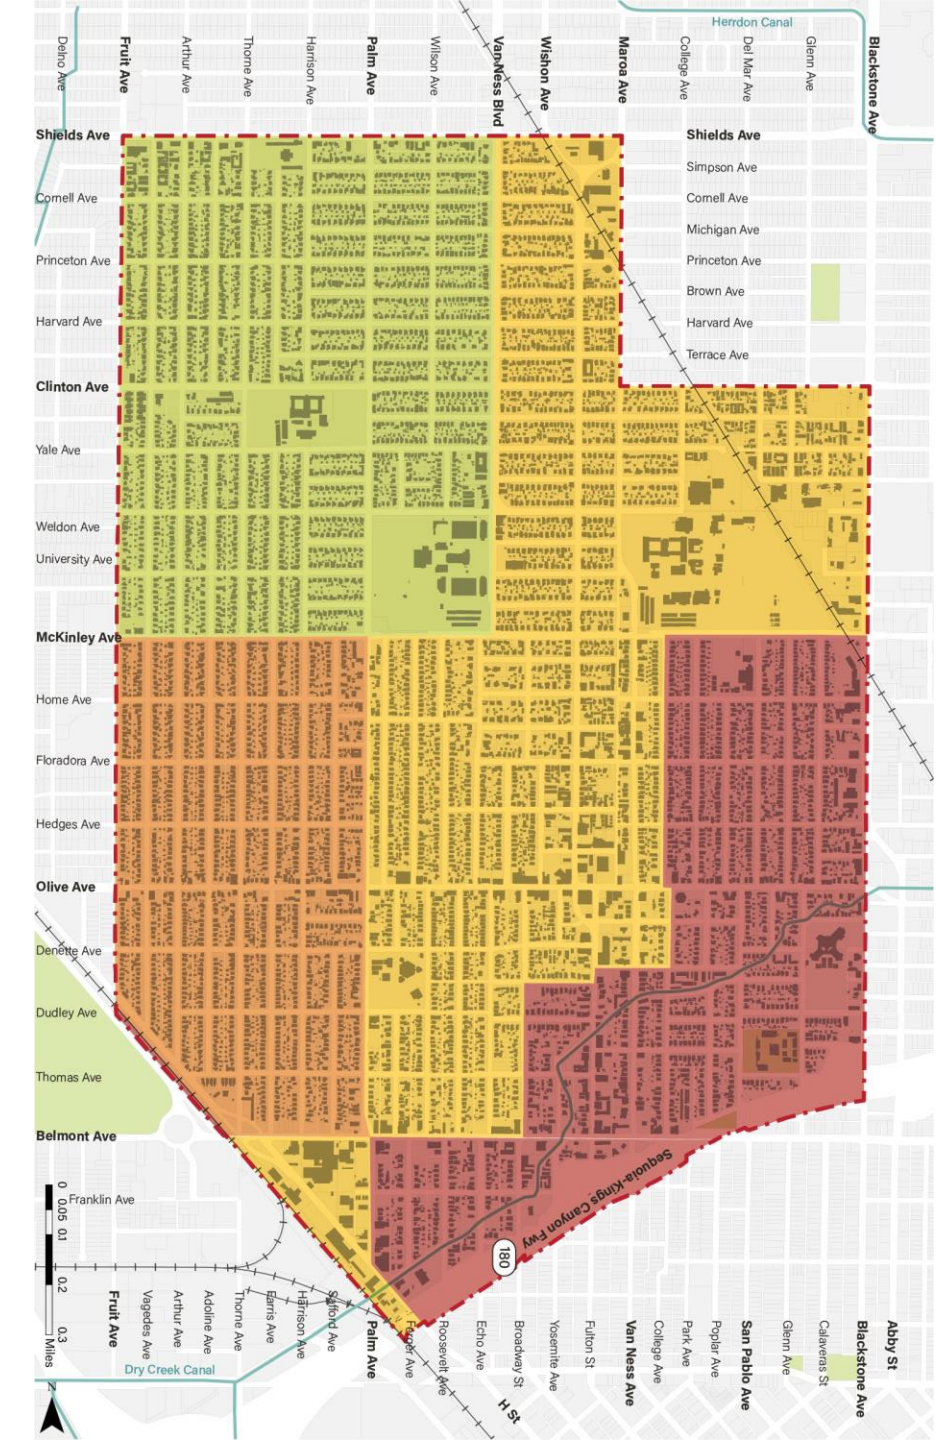 Herrdon Canal
Delno Ave
Fruit Ave
Arthur Ave
Thorne Ave
Harrison Ave
Palm Ave
Wilson Ave
Van Ness Blvd
Wishon Ave
Maroa Ave
College Ave
Del Mar Ave
Glenn Ave
Blackstone Ave
Shields Ave
Cornell Ave
Princeton Ave
Harvard Ave
Clinton Ave
Yale Ave
Weldon Ave
University Ave
McKinley Ave
Home Ave
Floradora Ave
Hedges Ave
Olive Ave
Denette Ave
Dudley Ave
Thomas Ave
Belmont Ave
Franklin Ave
Shields Ave
Simpson Ave
Cornell Ave
Michigan Ave
Princeton Ave
Brown Ave
Harvard Ave
Terrace Ave
Sequoia-Kings Canyon Fwy
180
0 0.05 0.1 0.2 0.3
Miles
Fruit Ave
Vagedes Ave
Arthur Ave
Adoline Ave
Thorne Ave
Farris Ave
Harrison Ave
Safford Ave
Palm Ave
Ferger Ave
Roosevelt Ave
Echo Ave
Broadway St
Yosemite Ave
Fulton St
Van Ness Ave
College Ave
Park Ave
Poplar Ave
San Pablo Ave
Glenn Ave
Calaveras St
Blackstone Ave
Abby St
Dry Creek Canal
H St
N